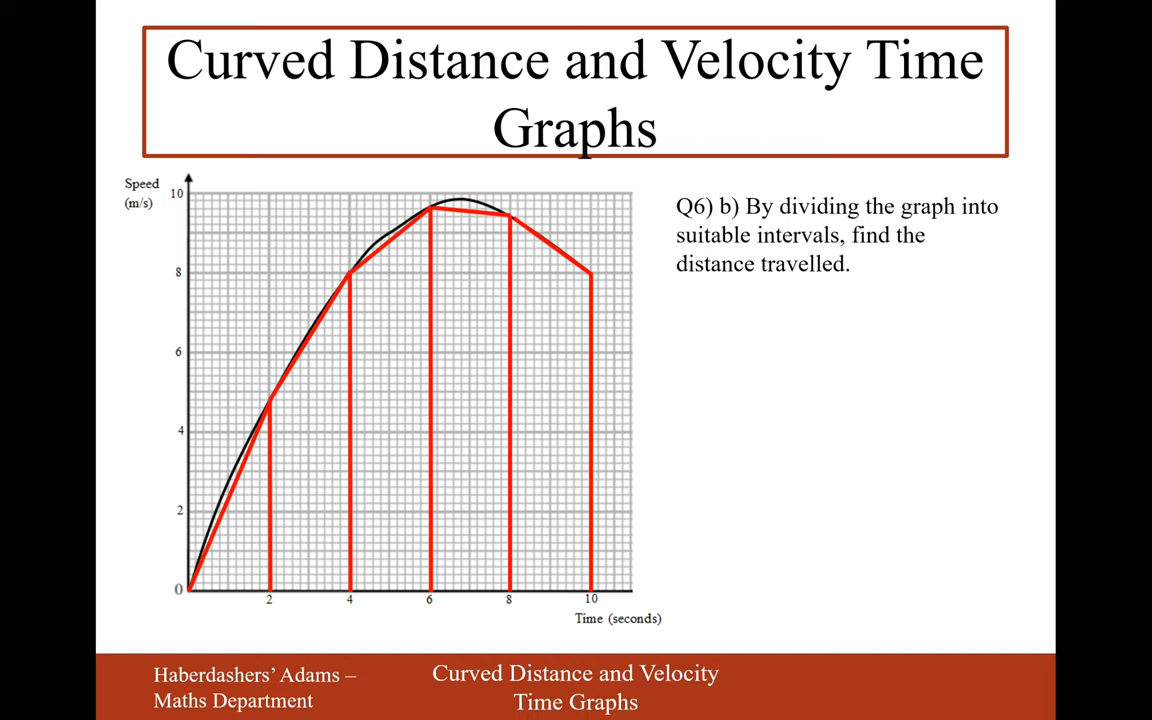 Curved Distance and Velocity Time
Graphs
Speed
(m/s)
10
8
6
4
2
0
2 4 6 8 10
Time (seconds)
Q6) b) By dividing the graph into
suitable intervals, find the
distance travelled.
Haberdashers’ Adams –
Maths Department
Curved Distance and Velocity
Time Graphs